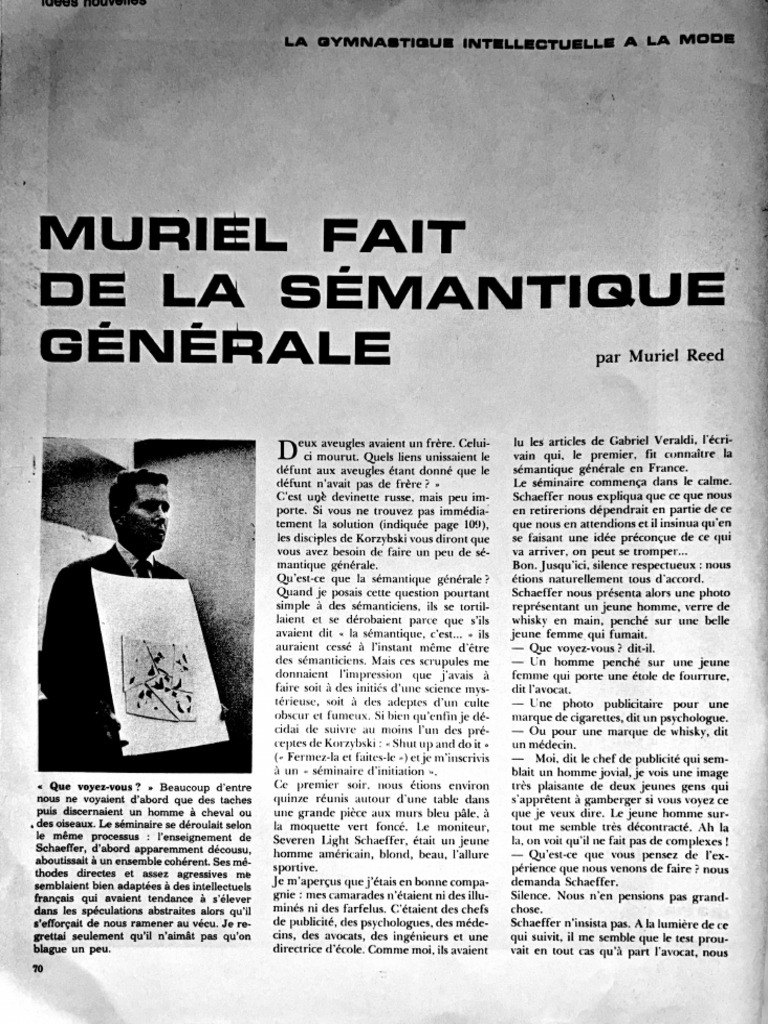 idées nouvelles
LA GYMNASTIQUE INTELLECTUELLE A LA MODE
MURIEL FAIT
DE LA SÉMANTIQUE
GÉNÉRALE
par Muriel Reed
« Que voyez-vous ? » Beaucoup d'entre
nous ne voyaient d'abord que des taches
puis discernaient un homme à cheval ou
des oiseaux. Le séminaire se déroulait selon
le même processus : l'enseignement de
Schaeffer, d'abord apparemment décousu,
aboutissait à un ensemble cohérent. Ses mé-
thodes directes et assez agressives me
semblaient bien adaptées à des intellectuels
français qui avaient tendance à s'élever
dans les spéculations abstraites alors qu'il
s'efforçait de nous ramener au vécu. Je re-
grettai seulement qu'il n'aimât pas qu'on
blague un peu.
70
Deux aveugles avaient un frère. Celui-
ci mourut. Quels liens unissaient le
défunt aux aveugles étant donné que le
défunt n'avait pas de frère ? »
C'est une devinette russe, mais peu im-
porte. Si vous ne trouvez pas immédia-
tement la solution (indiquée page 109),
les disciples de Korzybski vous diront que
vous avez besoin de faire un peu de sé-
mantique générale.
Qu'est-ce que la sémantique générale ?
Quand je posais cette question pourtant
simple à des sémanticiens, ils se tortil-
laient et se dérobaient parce que s'ils
avaient dit « la sémantique, c'est... » ils
auraient cessé à l'instant même d'être
des sémanticiens. Mais ces scrupules me
donnaient l'impression que j'avais à
faire soit à des initiés d'une science mys-
térieuse, soit à des adeptes d'un culte
obscur et fumeux. Si bien qu'enfin je dé-
cidai de suivre au moins l'un des pré-
ceptes de Korzybski : « Shut up and do it »
(« Fermez-la et faites-le ») et je m'inscrivis
à un « séminaire d'initiation ».
Ce premier soir, nous étions environ
quinze réunis autour d'une table dans
une grande pièce aux murs bleu pâle, à
la moquette vert foncé. Le moniteur,
Severen Light Schaeffer, était un jeune
homme américain, blond, beau, l'allure
sportive.
Je m'aperçus que j'étais en bonne compa-
gnie : mes camarades n'étaient ni des illu-
minés ni des farfelus. C'étaient des chefs
de publicité, des psychologues, des méde-
cins, des avocats, des ingénieurs et une
directrice d'école. Comme moi, ils avaient
lu les articles de Gabriel Veraldi, l'écri-
vain qui, le premier, fit connaître la
sémantique générale en France.
Le séminaire commença dans le calme.
Schaeffer nous expliqua que ce que nous
en retirerions dépendrait en partie de ce
que nous en attendions et il insinua qu'en
se faisant une idée préconçue de ce qui
va arriver, on peut se tromper...
Bon. Jusqu'ici, silence respectueux : nous
étions naturellement tous d'accord.
Schaeffer nous présenta alors une photo
représentant un jeune homme, verre de
whisky en main, penché sur une belle
jeune femme qui fumait.
— Que voyez-vous ? dit-il.
— Un homme penché sur une jeune
femme qui porte une étole de fourrure,
dit l'avocat.
— Une photo publicitaire pour une
marque de cigarettes, dit un psychologue.
— Ou pour une marque de whisky, dit
un médecin.
— Moi, dit le chef de publicité qui sem-
blait un homme jovial, je vois une image
très plaisante de deux jeunes gens qui
s'apprêtent à gamberger si vous voyez ce
que je veux dire. Le jeune homme sur-
tout me semble très décontracté. Ah la
la, on voit qu'il ne fait pas de complexes !
— Qu'est-ce que vous pensez de l'ex-
périence que nous venons de faire ? nous
demanda Schaeffer.
Silence. Nous n'en pensions pas grand-
chose.
Schaeffer n'insista pas. A la lumière de ce
qui suivit, il me semble que le test prou-
vait en tout cas qu'à part l'avocat, nous